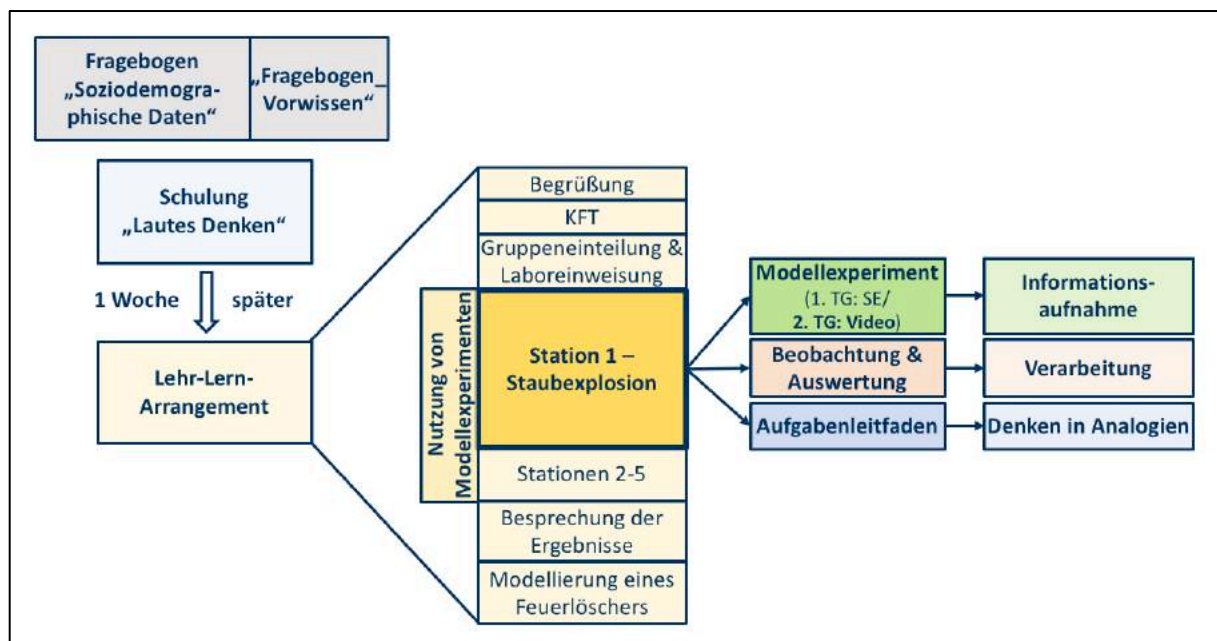 Fragebogen
„Soziodemogra-
phische Daten“
„Fragebogen_
Vorwissen“
Schulung
„Lautes Denken“
1 Woche später
Lehr-Lern-
Arrangement
Begrüßung
KFT
Gruppeneinteilung &
Laboreinweisung
Nutzung von
Modellexperimenten
Station 1 –
Staubexplosion
Stationen 2-5
Besprechung der
Ergebnisse
Modellierung eines
Feuerlöschers
Modellexperiment
(1. TG: SE/
2. TG: Video)
Informations-
aufnahme
Beobachtung &
Auswertung
Verarbeitung
Aufgabenleitfaden
Denken in Analogien